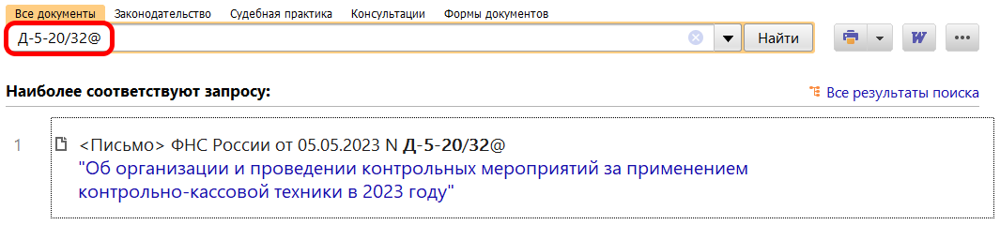 Все документы Законодательство Судебная практика Консультации Формы документов
Д-5-20/32@ Найти W
Наиболее соответствуют запросу: Все результаты поиска
1 <Письмо> ФНС России от 05.05.2023 N Д-5-20/32@
"Об организации и проведении контрольных мероприятий за применением
контрольно-кассовой техники в 2023 году"